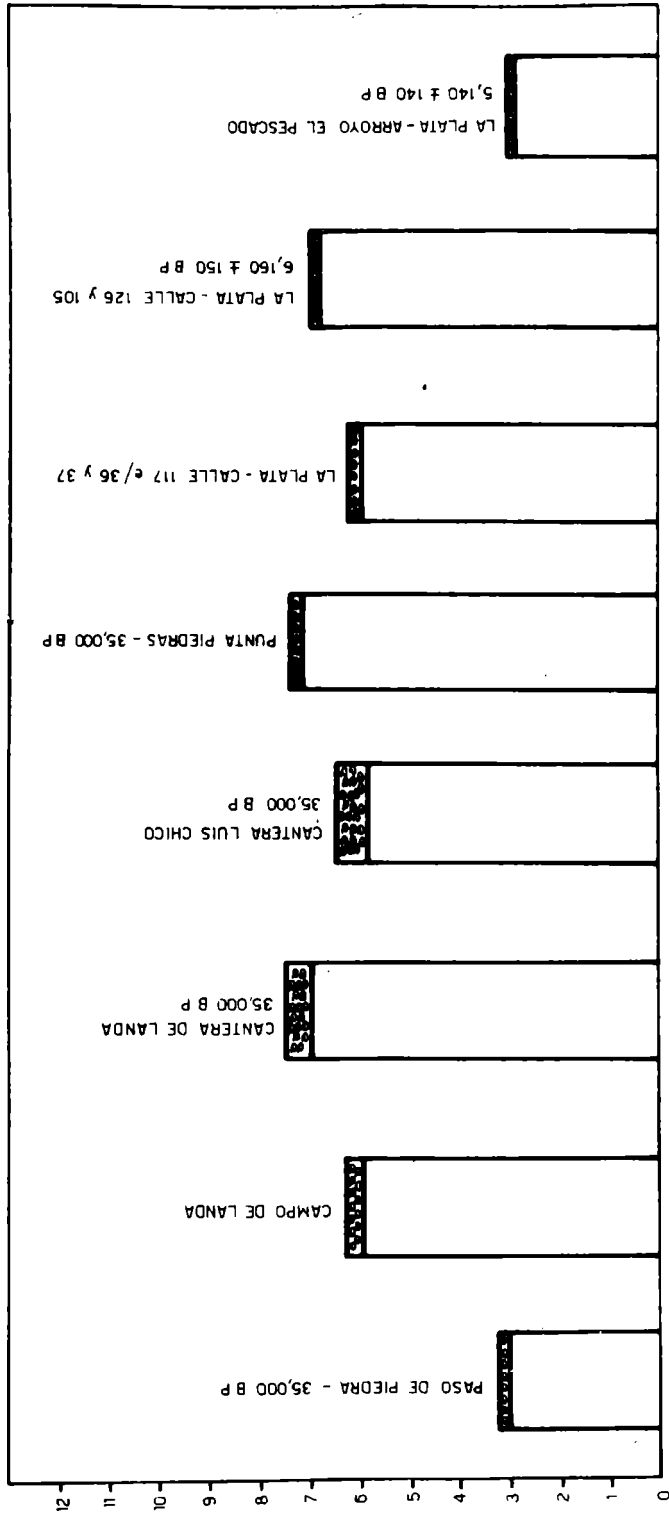 LA PLATA - ARROYO EL PESCADO
5,140 ± 140 B P
LA PLATA - CALLE 126 y 105
6,160 ± 150 B P
LA PLATA - CALLE 117 e/36 y 37
PUNTA PIEDRAS - 35,000 B P
CANTERA LUIS CHICO
35,000 B P
CANTERA DE LANDA
35,000 B P
CAMPO DE LANDA
PASO DE PIEDRA - 35,000 B P
12
11
10
9
8
7
6
5
4
3
2
1
0